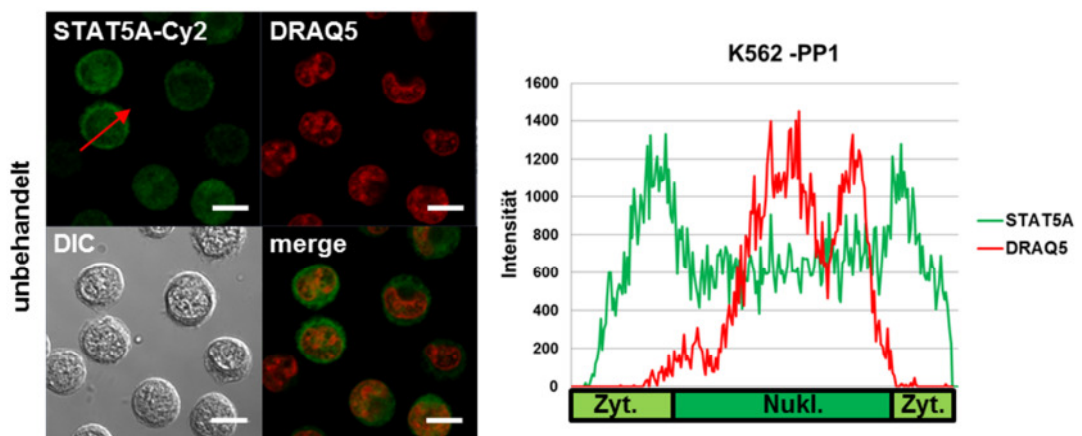 unbehandelt
STAT5A-Cy2
DRAQ5
DIC
merge
K562 -PP1
Intensität
1600
1400
1200
1000
800
600
400
200
0
Zyt.
Nukl.
Zyt.
STAT5A
DRAQ5